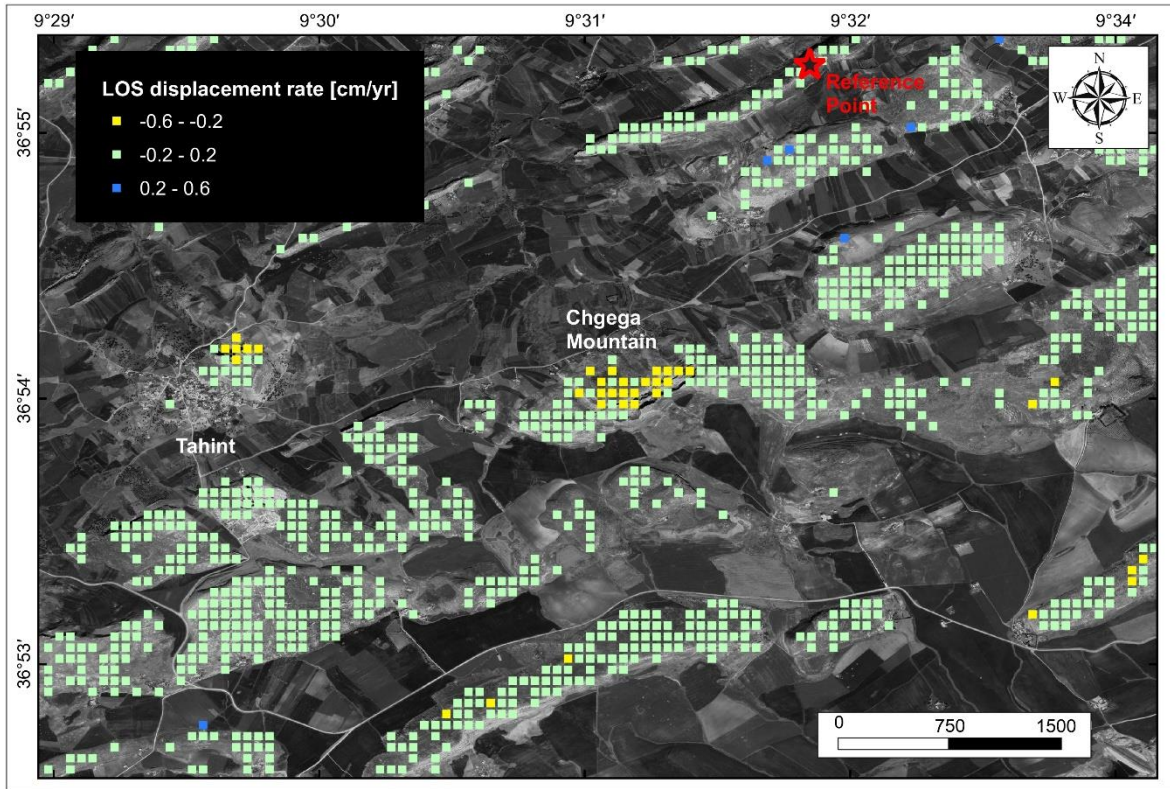 9°29′ 9°30′ 9°31′ 9°32′ 9°34′
LOS displacement rate [cm/yr]
-0.6 - -0.2
-0.2 - 0.2
0.2 - 0.6
Reference
Point
N
W E
S
36°55′
Chgega
Mountain
36°54′
Tahint
36°53′
0 750 1500